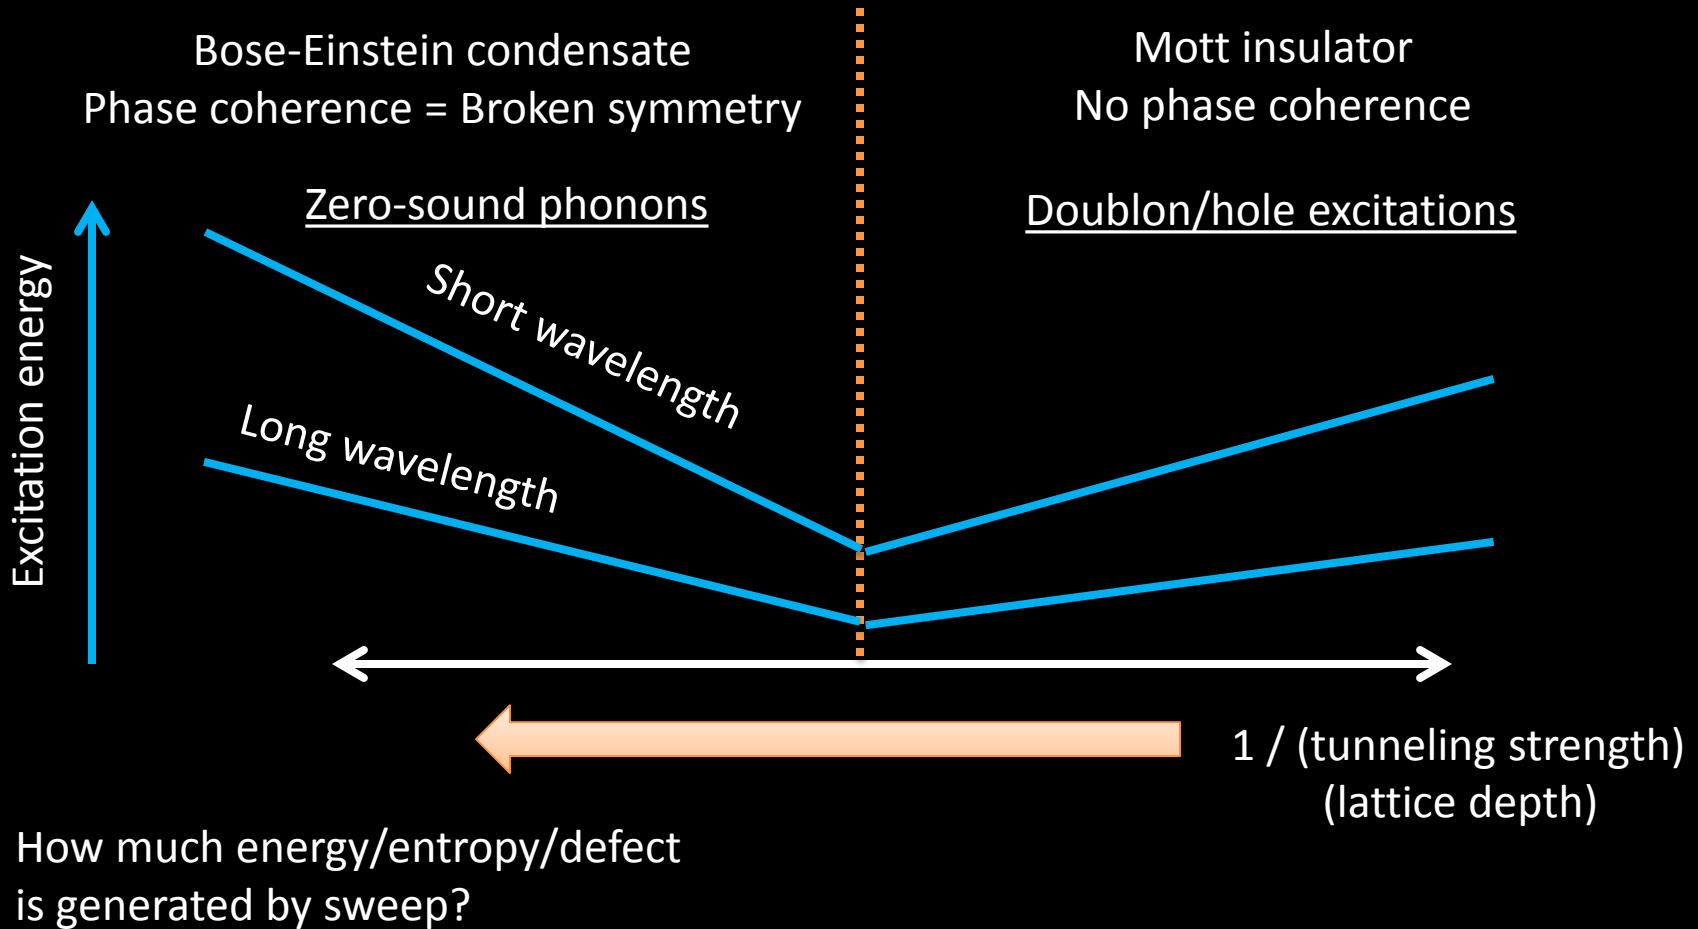 Bose-Einstein condensate
Phase coherence = Broken symmetry
Mott insulator
No phase coherence
Zero-sound phonons
Doublon/hole excitations
Excitation energy
Short wavelength
Long wavelength
1 / (tunneling strength)
(lattice depth)
How much energy/entropy/defect
is generated by sweep?